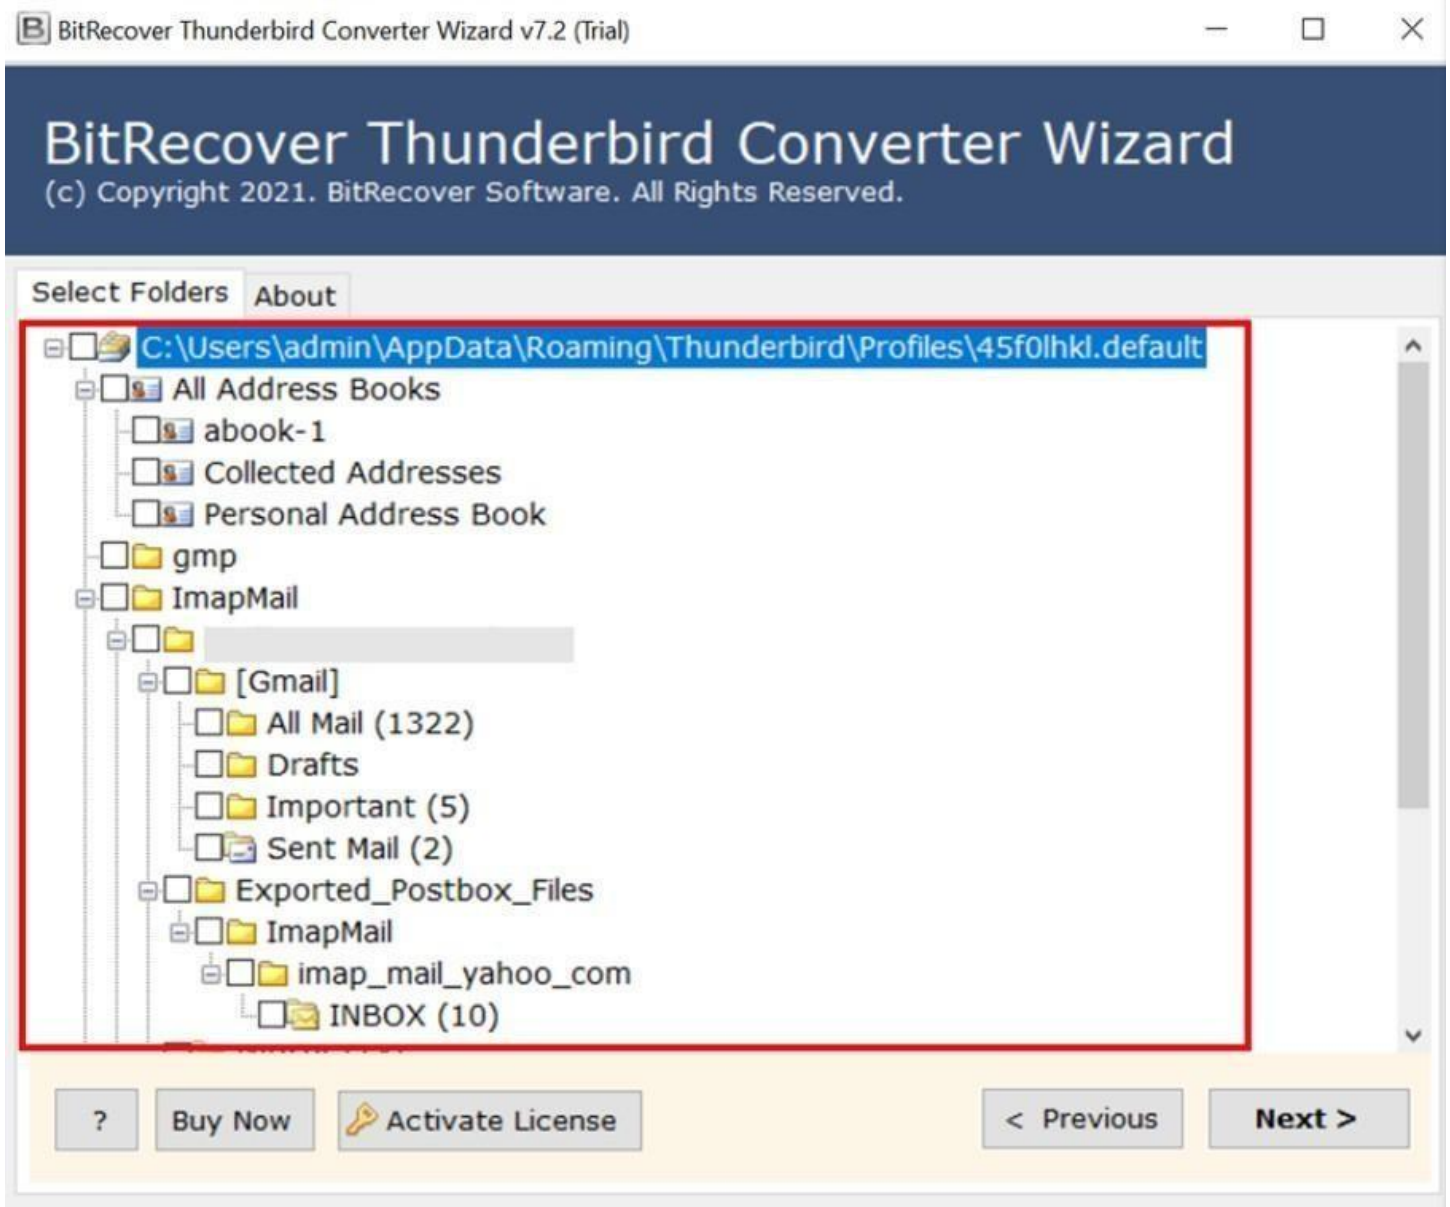 BitRecover Thunderbird Converter Wizard v7.2 (Trial)
BitRecover Thunderbird Converter Wizard
(c) Copyright 2021. BitRecover Software. All Rights Reserved.
Select Folders About
C:\Users\admin\AppData\Roaming\Thunderbird\Profiles\45f0lhkl.default
All Address Books
abook-1
Collected Addresses
Personal Address Book
gmp
ImapMail
[Gmail]
All Mail (1322)
Drafts
Important (5)
Sent Mail (2)
Exported_Postbox_Files
ImapMail
imap_mail_yahoo_com
INBOX (10)
? Buy Now Activate License < Previous Next >